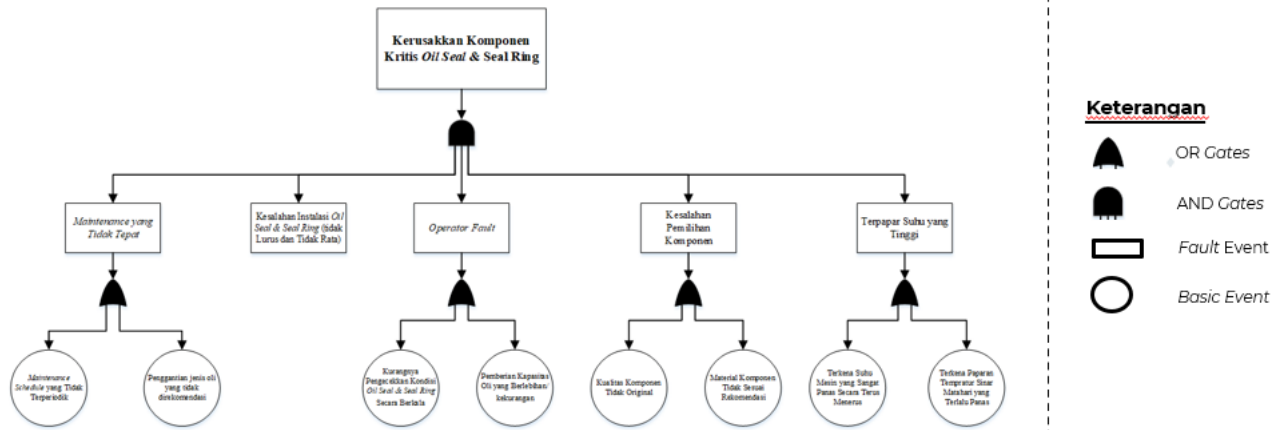 Kerusakkan Komponen
Kritis Oil Seal & Seal Ring
Maintenance yang
Tidak Tepat
Kesalahan Instalasi Oil
Seal & Seal Ring (tidak
Lurus dan Tidak Rata)
Operator Fault
Kesalahan
Pemilihan
Komponen
Terpapar Suhu yang
Tinggi
Maintenance
Schedule yang Tidak
Terperiodik
Penggantian jenis oli
yang tidak
direkomendasi
Kurangnya
Pengecekkan Kondisi
Oil Seal & Seal Ring
Secara Berkala
Pemberian Kapasitas
Oli yang Berlebihan/
kekurangan
Kualitas Komponen
Tidak Original
Material Komponen
Tidak Sesuai
Rekomendasi
Terkena Suhu
Mesin yang Sangat
Panas Secara Terus
Menerus
Terkena Paparan
Tempratur Sinar
Matahari yang
Terlalu Panas
Keterangan
OR Gates
AND Gates
Fault Event
Basic Event